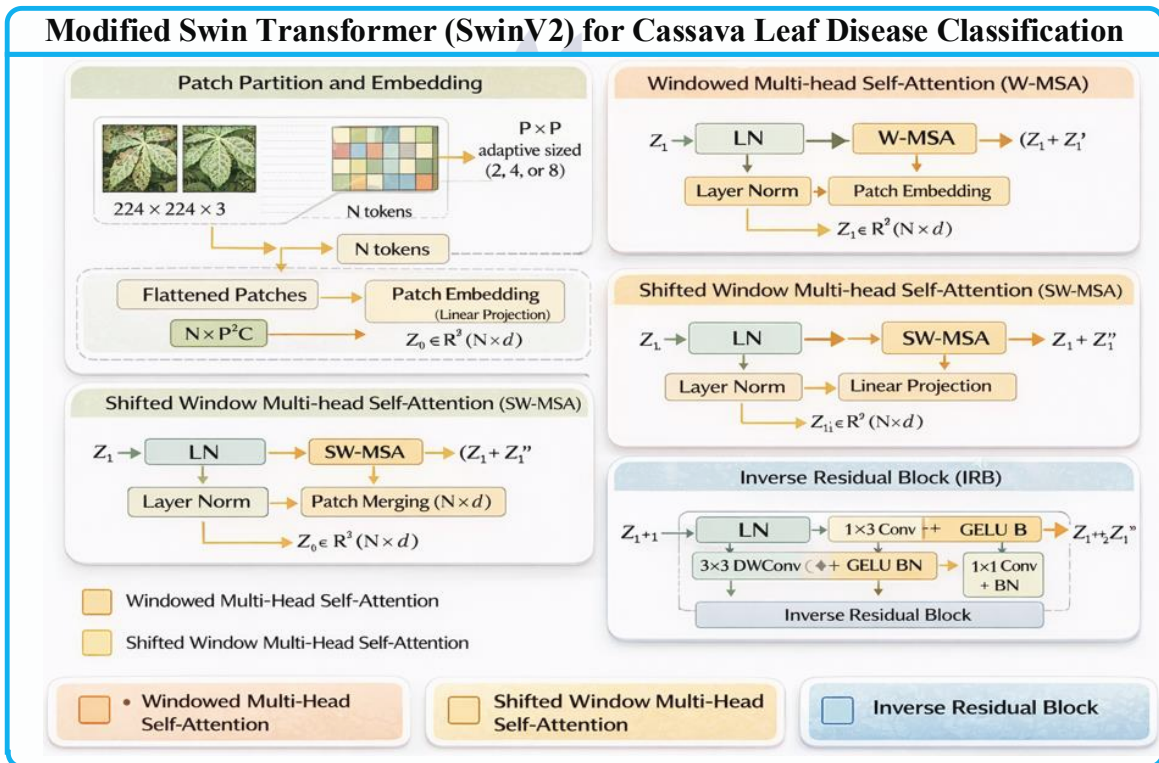 Modified Swin Transformer (SwinV2) for Cassava Leaf Disease Classification
Patch Partition and Embedding
P × P
adaptive sized
(2, 4, or 8)
224 × 224 × 3
N tokens
N tokens
Flattened Patches
Patch Embedding
(Linear Projection)
N × P²C
Z₀ ∈ R² (N × d)
Shifted Window Multi-head Self-Attention (SW-MSA)
Z₁ LN SW-MSA (Z₁ + Z₁”)
Layer Norm Patch Merging (N × d)
Z₀ ∈ R³ (N × d)
Windowed Multi-Head Self-Attention
Shifted Window Multi-Head Self-Attention
Windowed Multi-head Self-Attention (W-MSA)
Z₁ LN W-MSA (Z₁ + Z₁’
Layer Norm Patch Embedding
Z₁ ∈ R² (N × d)
Shifted Window Multi-head Self-Attention (SW-MSA)
Z₁. LN SW-MSA Z₁ + Z₁”
Layer Norm Linear Projection
∈ R² (N × d)
Inverse Residual Block (IRB)
Z₁₊₁ LN 1×3 Conv GELU B
3×3 DWConv + GELU BN 1×1 Conv
+ BN
Inverse Residual Block
• Windowed Multi-Head
Self-Attention
Shifted Window Multi-Head
Self-Attention
Inverse Residual Block